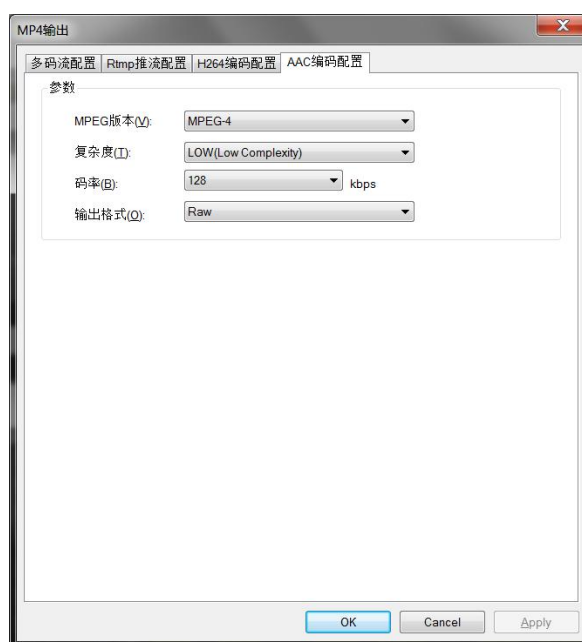 MP4输出
多码流配置 Rtmp推流配置 H264编码配置 AAC编码配置
参数
MPEG版本(V): MPEG-4
复杂度(T): LOW(Low Complexity)
码率(B): 128 kbps
输出格式(O): Raw
OK Cancel Apply